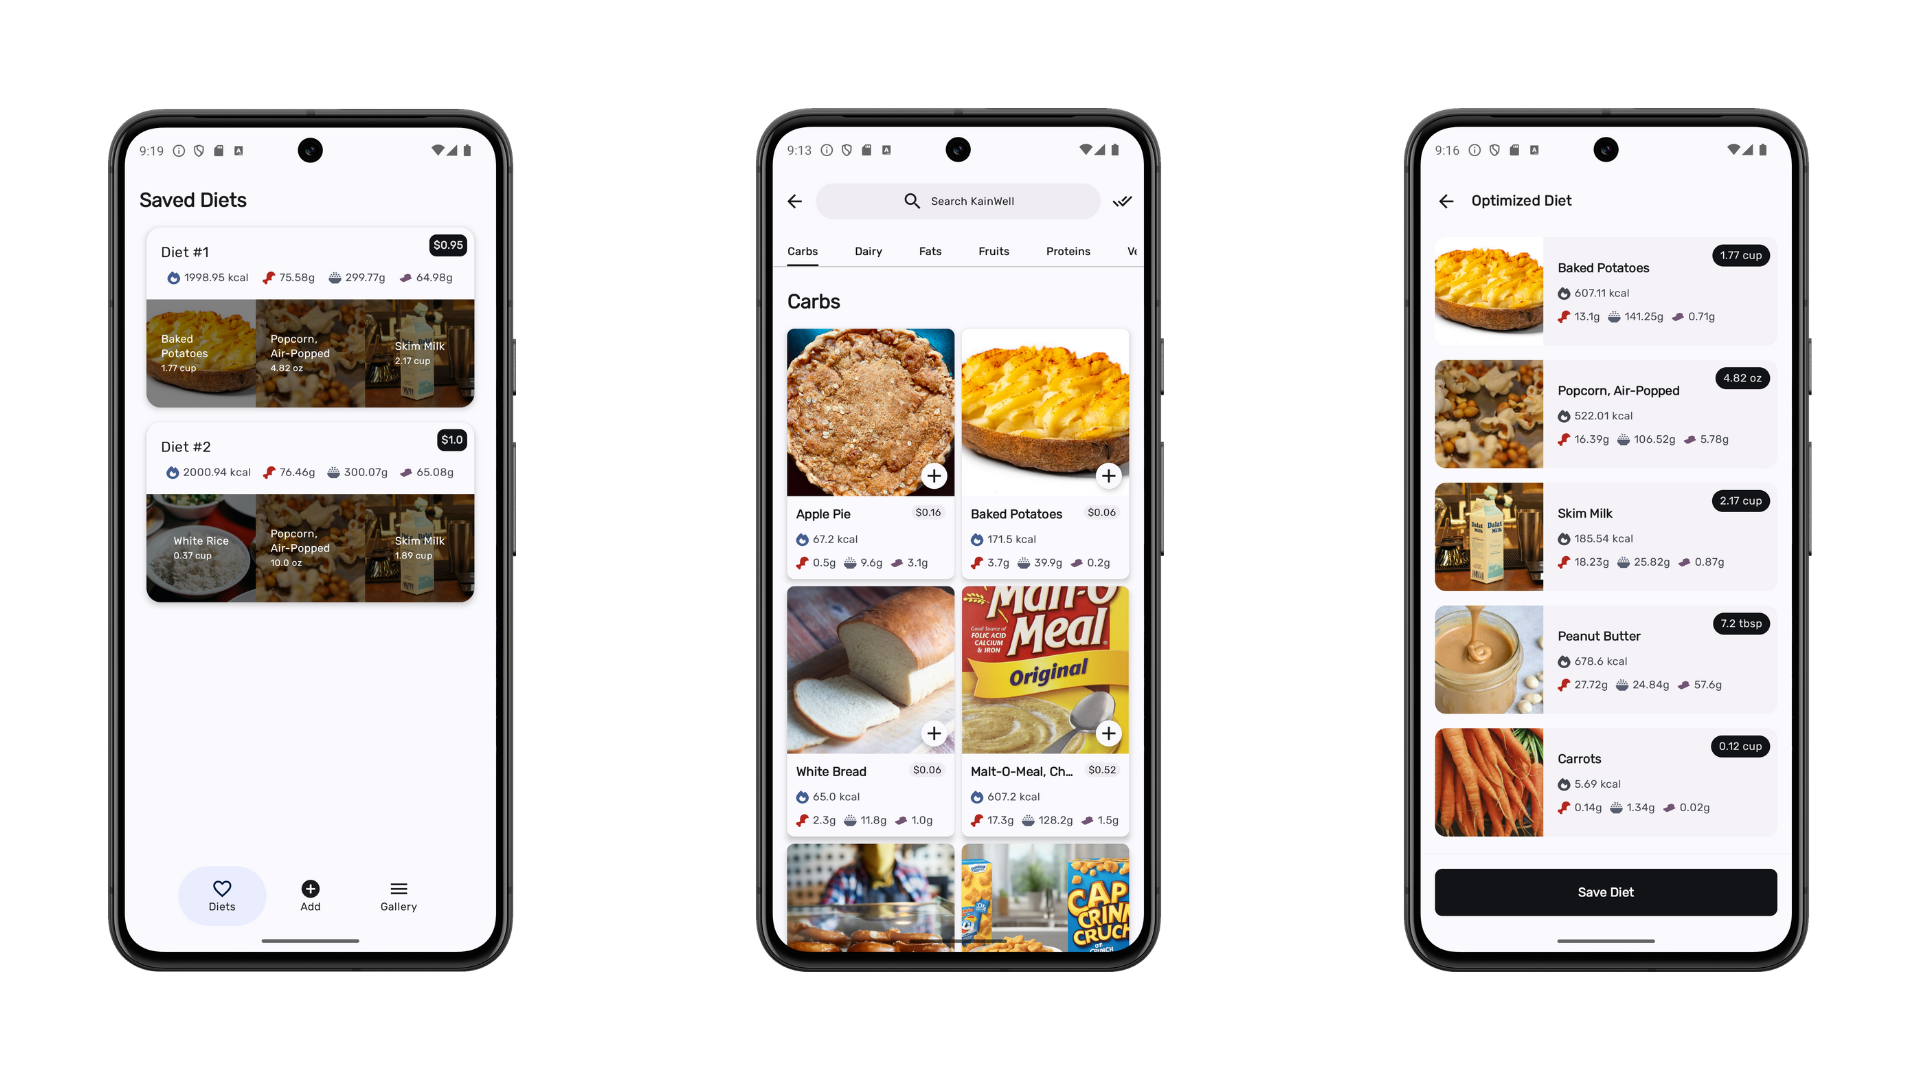 9:19
Saved Diets
Diet #1
$0.95
1998.95 kcal 75.58g 299.77g 64.98g
Baked
Potatoes
1.77 cup
Popcorn,
Air-Popped
4.82 oz
Skim Milk
2.17 cup
Diet #2
$1.0
2000.94 kcal 76.46g 300.07g 65.08g
White Rice
0.37 cup
Popcorn,
Air-Popped
10.0 oz
Skim Milk
1.89 cup
Diets
Add
Gallery
9:13
Search KainWell
Carbs Dairy Fats Fruits Proteins Ve
Carbs
Apple Pie $0.16
67.2 kcal
0.5g 9.6g 3.1g
Baked Potatoes $0.06
171.5 kcal
3.7g 39.9g 0.2g
White Bread $0.06
65.0 kcal
2.3g 11.8g 1.0g
Malt-O
Meal
Good Source of
FOLIC ACID
CALCIUM
& IRON
Original
Malt-O-Meal, Ch... $0.52
607.2 kcal
17.3g 128.2g 1.5g
CAP
CRUNCH
9:16
Optimized Diet
1.77 cup
Baked Potatoes
607.11 kcal
13.1g 141.25g 0.71g
4.82 oz
Popcorn, Air-Popped
522.01 kcal
16.39g 106.52g 5.78g
2.17 cup
Skim Milk
185.54 kcal
18.23g 25.82g 0.87g
7.2 tbsp
Peanut Butter
678.6 kcal
27.72g 24.84g 57.6g
0.12 cup
Carrots
5.69 kcal
0.14g 1.34g 0.02g
Save Diet